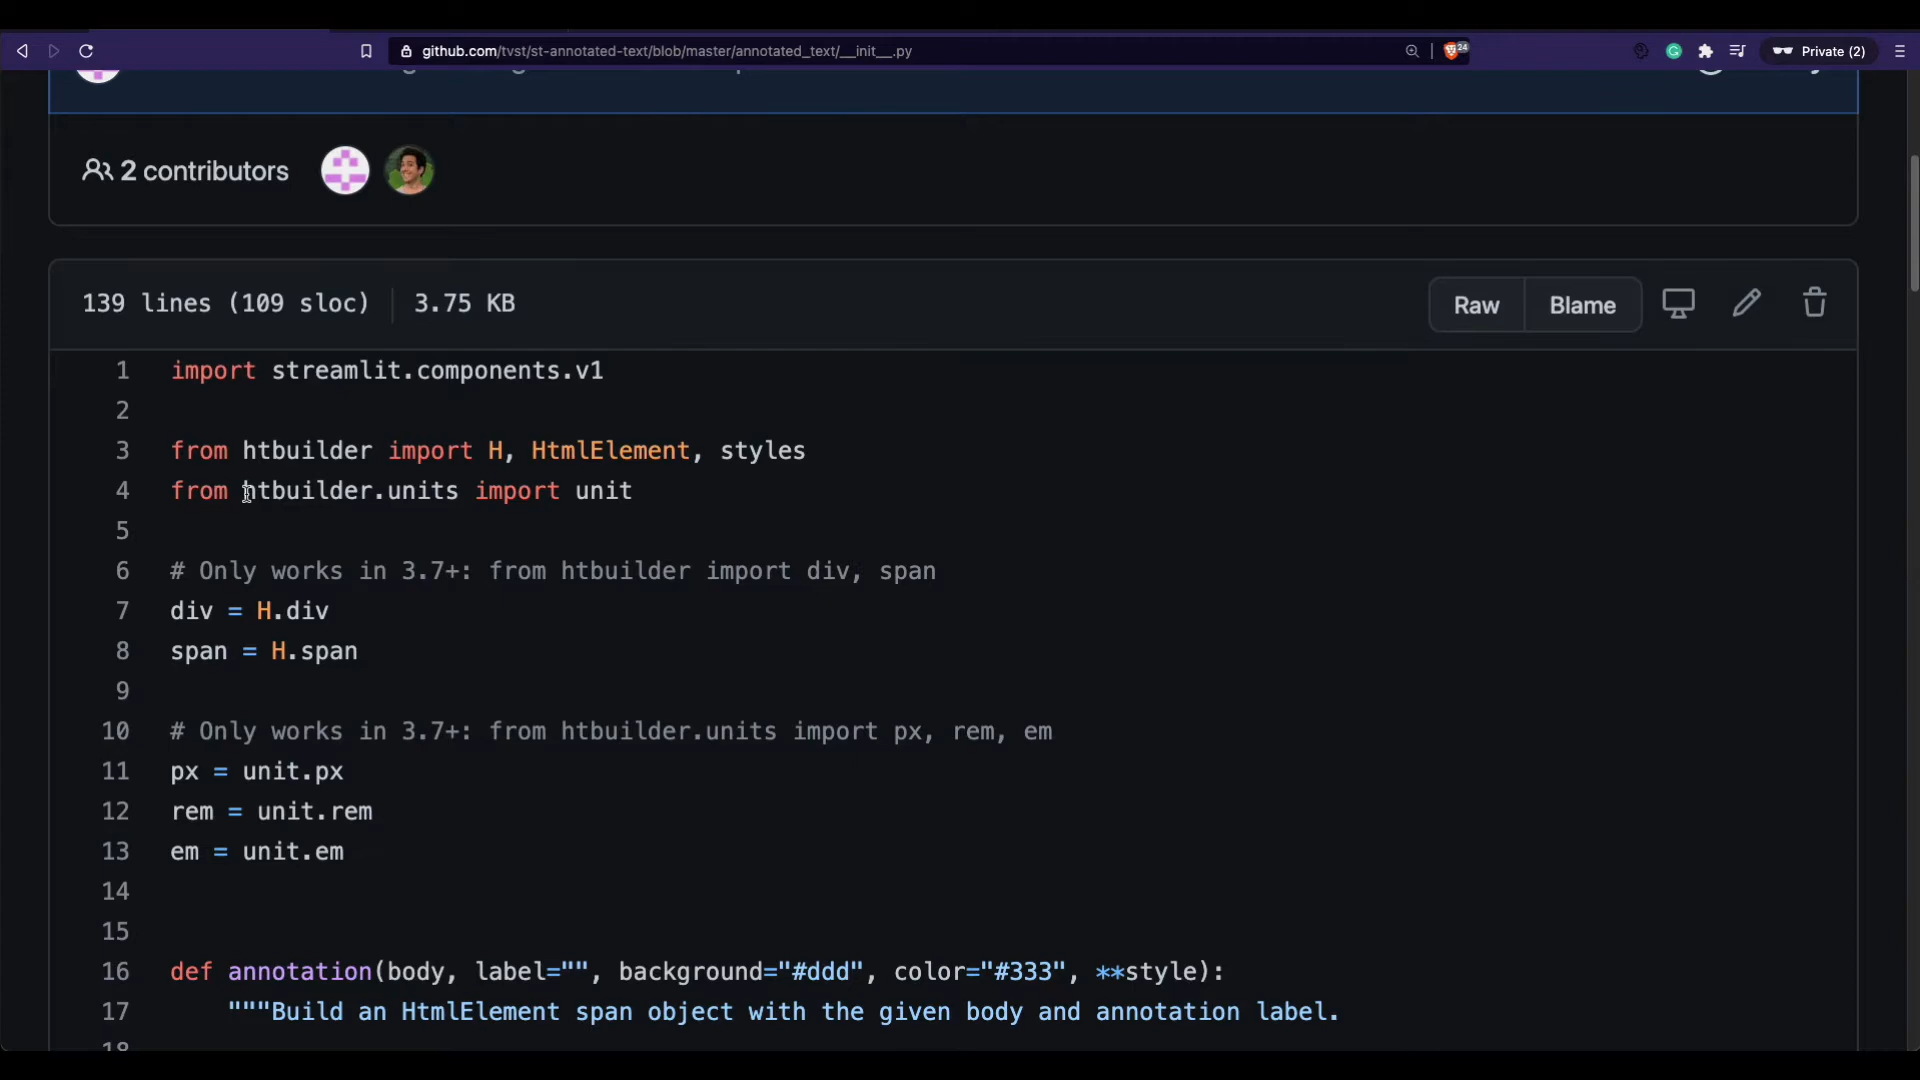 github.com/tvst/st-annotated-text/blob/master/annotated_text/__init__.py
24
Private (2)
2 contributors
139 lines (109 sloc)
3.75 KB
Raw
Blame
1 import streamlit.components.v1
2
3 from htbuilder import H, HtmlElement, styles
4 from htbuilder.units import unit
5
6 # Only works in 3.7+: from htbuilder import div, span
7 div = H.div
8 span = H.span
9
10 # Only works in 3.7+: from htbuilder.units import px, rem, em
11 px = unit.px
12 rem = unit.rem
13 em = unit.em
14
15
16 def annotation(body, label="", background="#ddd", color="#333", **style):
17 """Build an HtmlElement span object with the given body and annotation label.
18